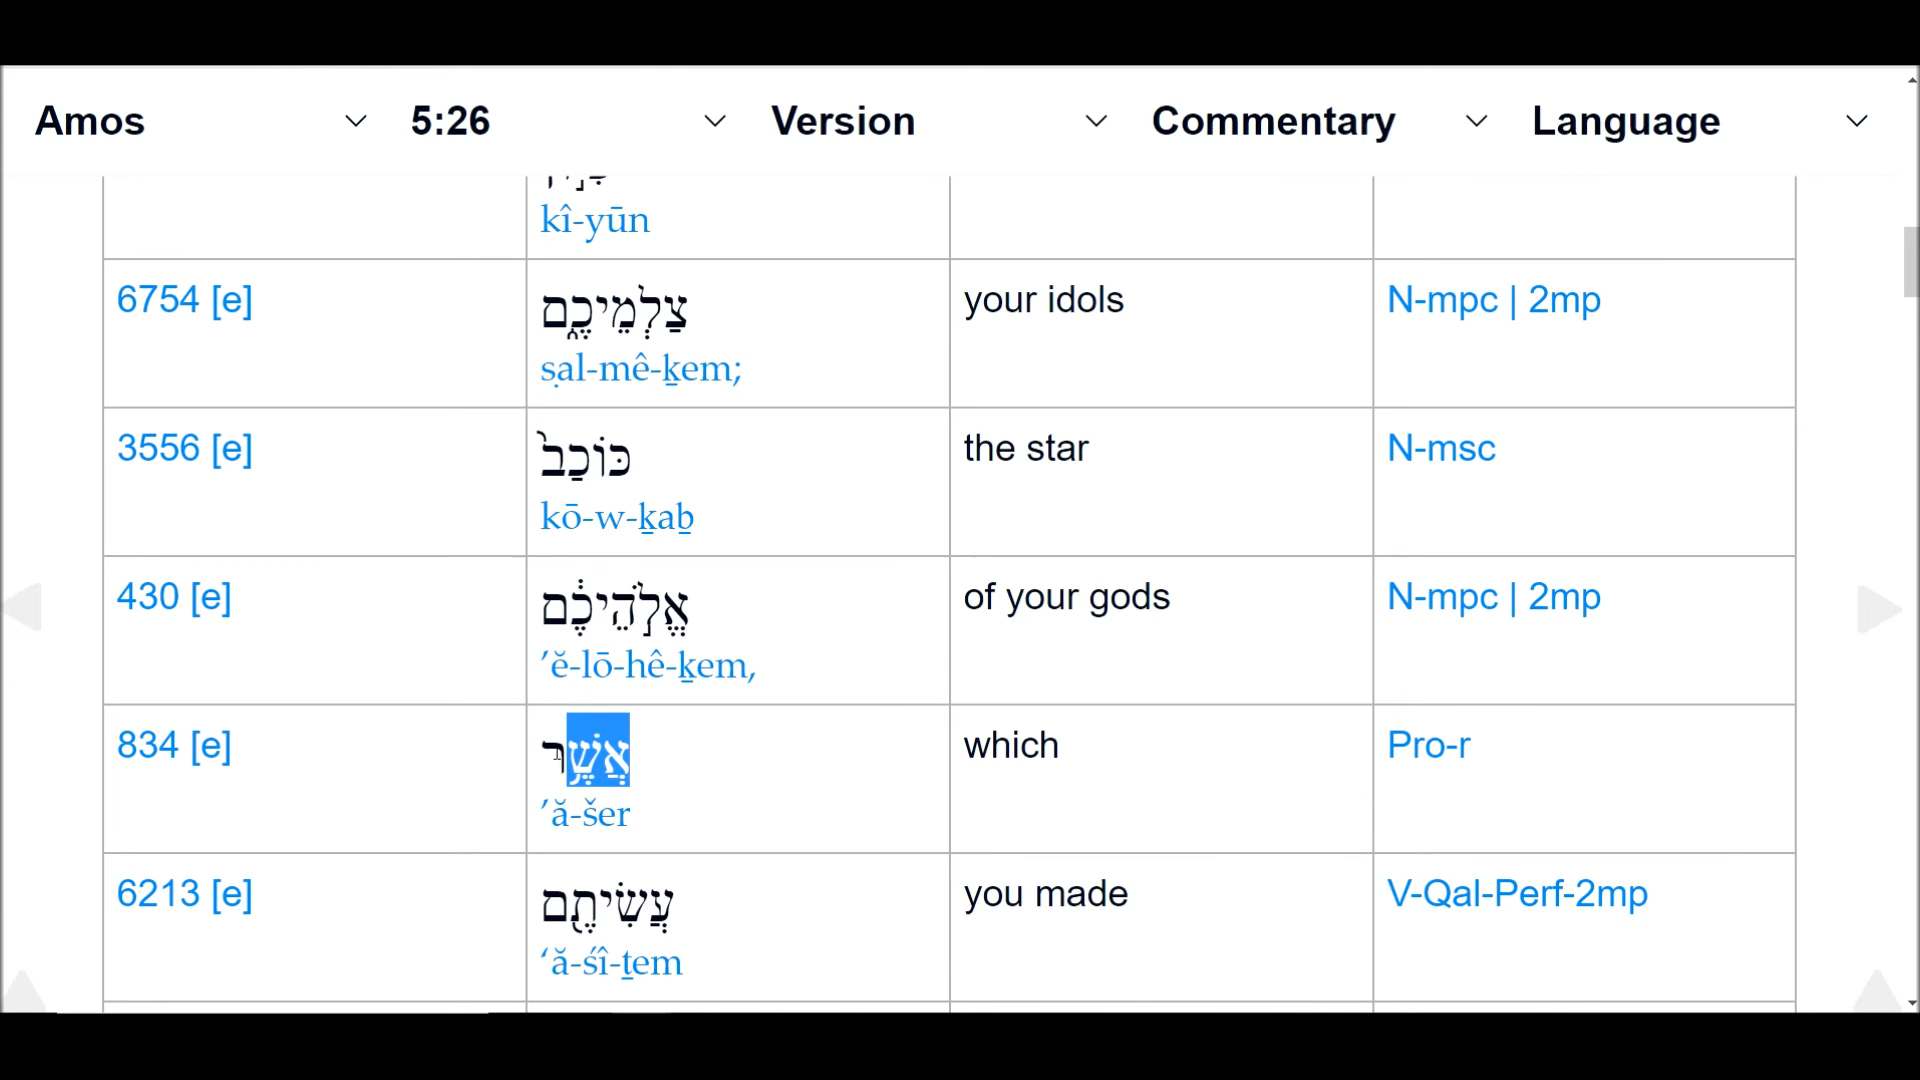 Amos 5:26 Version Commentary Language
kî-yūn
6754 [e] צַלְמֵיכֶ֑ם your idols N-mpc | 2mp
ṣal-mê-ḵem;
3556 [e] כּוֹכַב֙ the star N-msc
kō-w-ḵaḇ
430 [e] אֱלֹ֣הֵיכֶ֔ם of your gods N-mpc | 2mp
’ĕ-lō-hê-ḵem,
834 [e] אֲשֶׁ֥ר which Pro-r
’ă-šer
6213 [e] עֲשִׂיתֶ֖ם you made V-Qal-Perf-2mp
‘ă-śî-ṯem